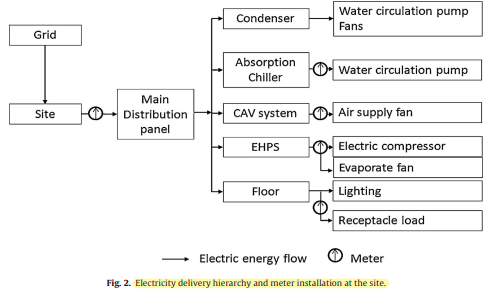 Grid
Site
Main
Distribution
panel
Condenser
Water circulation pump
Fans
Absorption
Chiller
Water circulation pump
CAV system
Air supply fan
EHPS
Electric compressor
Evaporate fan
Floor
Lighting
Receptacle load
Electric energy flow
Meter
Fig. 2. Electricity delivery hierarchy and meter installation at the site.